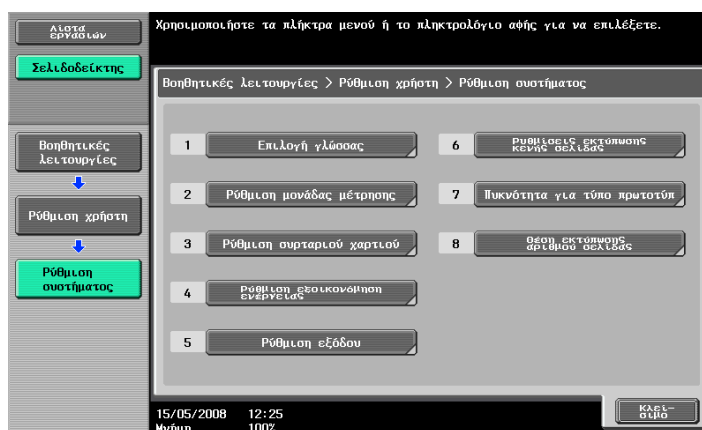 Λίστα
εργασιών
Χρησιμοποιήστε τα πλήκτρα μενού ή το πληκτρολόγιο αφής για να επιλέξετε.
Σελιδοδείκτης
Βοηθητικές λειτουργίες > Ρύθμιση χρήστη > Ρύθμιση συστήματος
Βοηθητικές
λειτουργίες
Ρύθμιση χρήστη
Ρύθμιση
συστήματος
1 Επιλογή γλώσσας
2 Ρύθμιση μονάδας μέτρησης
3 Ρύθμιση συρταριού χαρτιού
4 Ρύθμιση εξοικονόμηση
ενέργειας
5 Ρύθμιση εξόδου
6 Ρυθμίσεις εκτύπωσης
κενής σελίδας
7 Πυκνότητα για τύπο πρωτοτύπ
8 Θέση εκτύπωσης
αριθμού σελίδας
15/05/2008 12:25
Μνήμη 100%
Κλεί-
σιμο